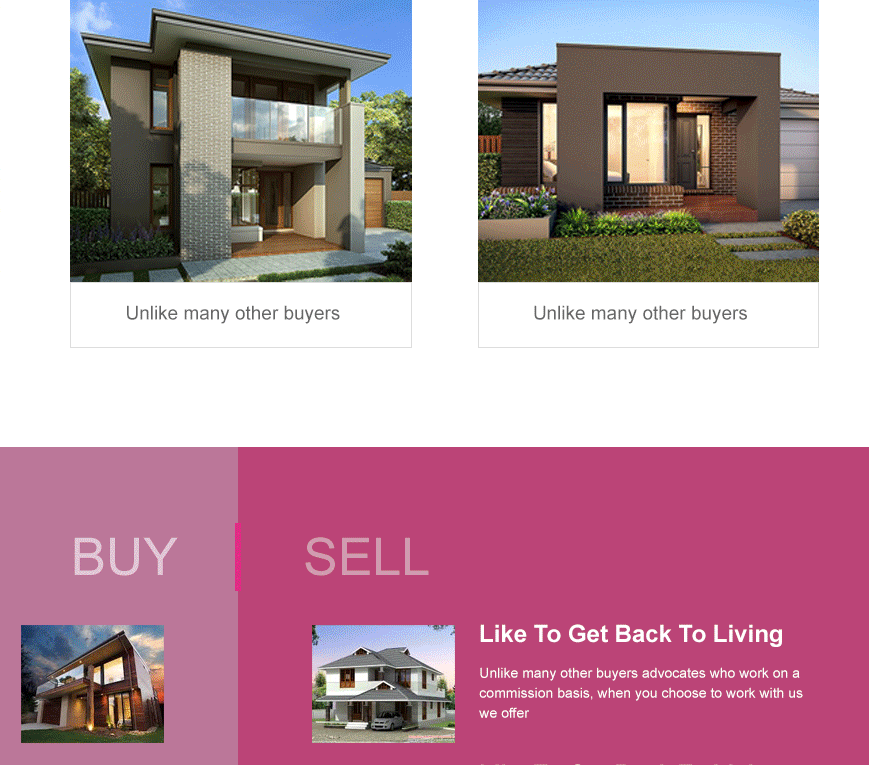 Unlike many other buyers
Unlike many other buyers
BUY
SELL
Like To Get Back To Living
Unlike many other buyers advocates who work on a
commission basis, when you choose to work with us
we offer